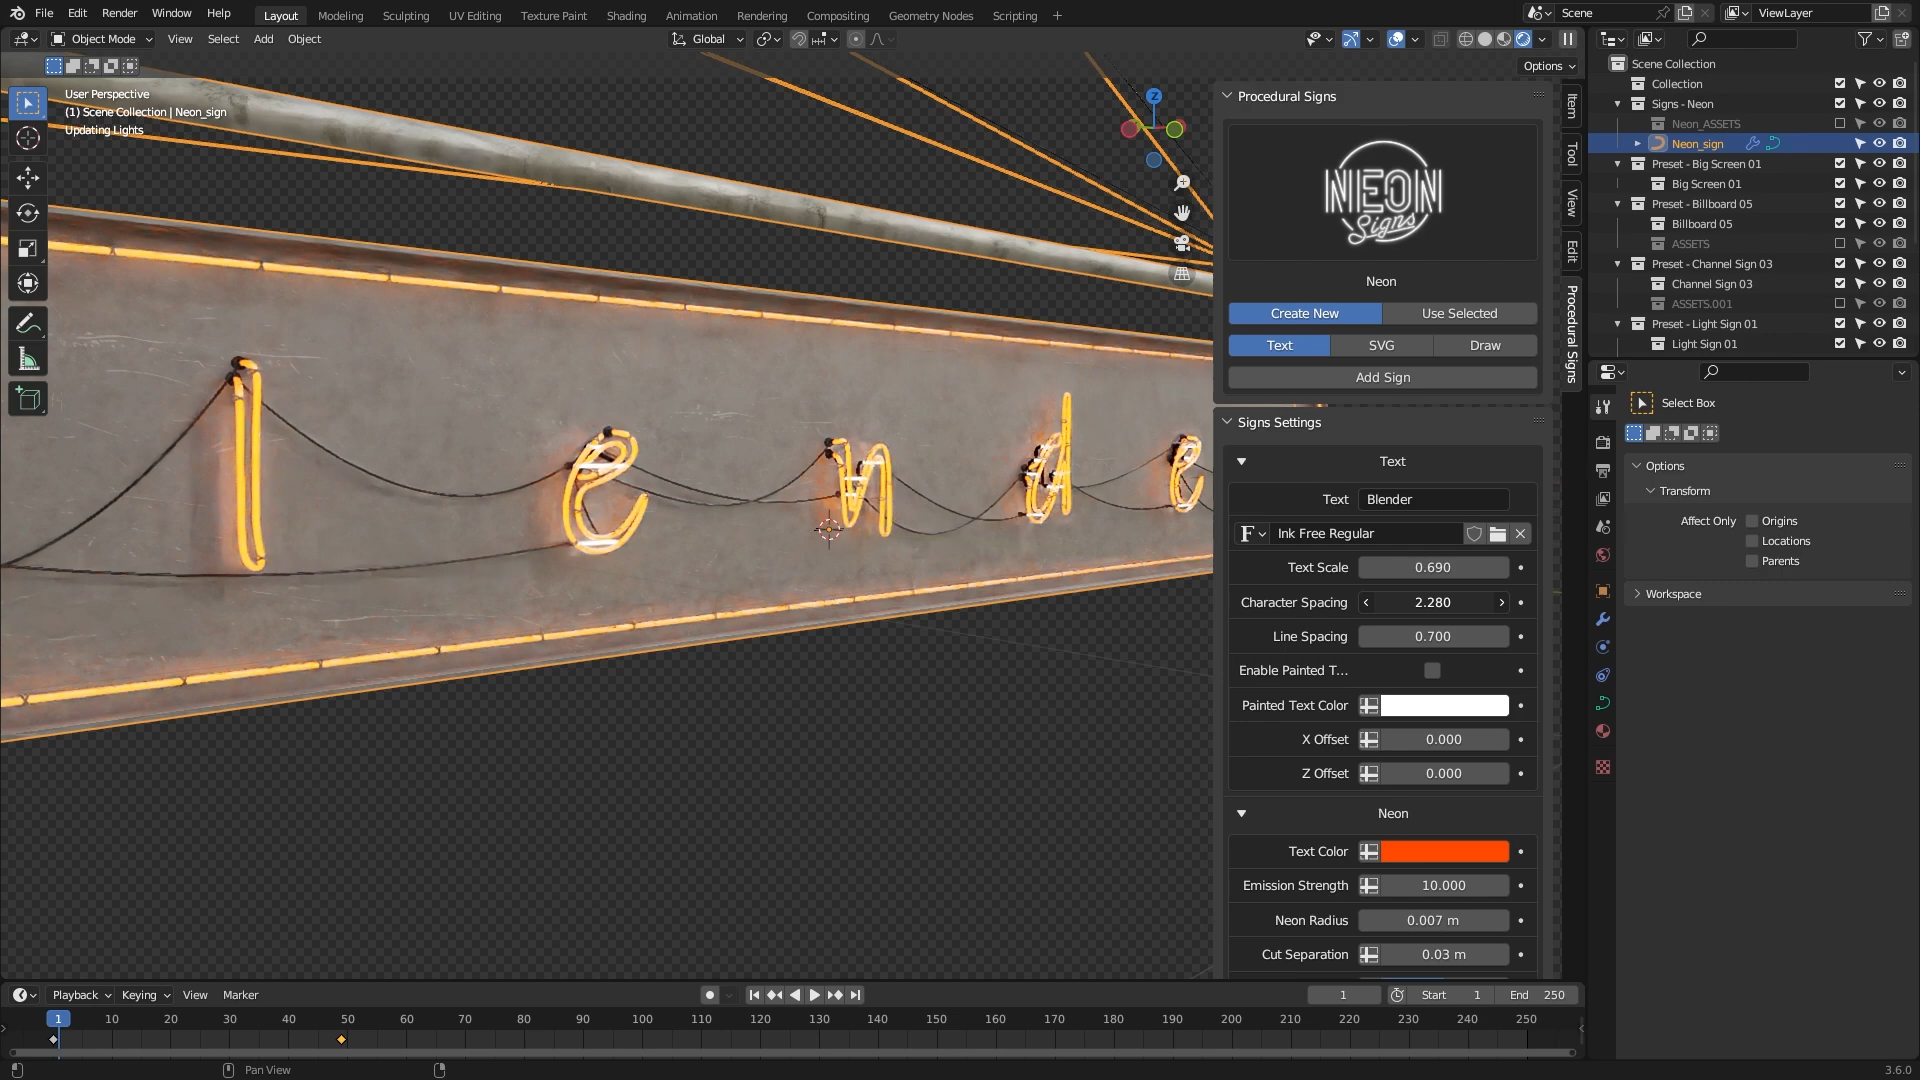 File Edit Render Window Help Layout Modeling Sculpting UV Editing Texture Paint Shading Animation Rendering Compositing Geometry Nodes Scripting + Scene ViewLayer
Object Mode View Select Add Object Global
Options
User Perspective
(1) Scene Collection | Neon_sign
Updating Lights
Z
l e n d e
Procedural Signs
NEON
Signs
Neon
Create New Use Selected
Text SVG Draw
Add Sign
Signs Settings
Text
Text Blender
F Ink Free Regular
Text Scale 0.690
Character Spacing 2.280
Line Spacing 0.700
Enable Painted T...
Painted Text Color
X Offset 0.000
Z Offset 0.000
Neon
Text Color
Emission Strength 10.000
Neon Radius 0.007 m
Cut Separation 0.03 m
Item
Tool
View
Edit
Procedural Signs
Scene Collection
Collection
Signs - Neon
Neon_ASSETS
Neon_sign
Preset - Big Screen 01
Big Screen 01
Preset - Billboard 05
Billboard 05
ASSETS
Preset - Channel Sign 03
Channel Sign 03
ASSETS.001
Preset - Light Sign 01
Light Sign 01
Select Box
Options
Transform
Affect Only Origins
Locations
Parents
Workspace
Playback Keying View Marker 1 Start 1 End 250
1 10 20 30 40 50 60 70 80 90 100 110 120 130 140 150 160 170 180 190 200 210 220 230 240 250
Pan View 3.6.0